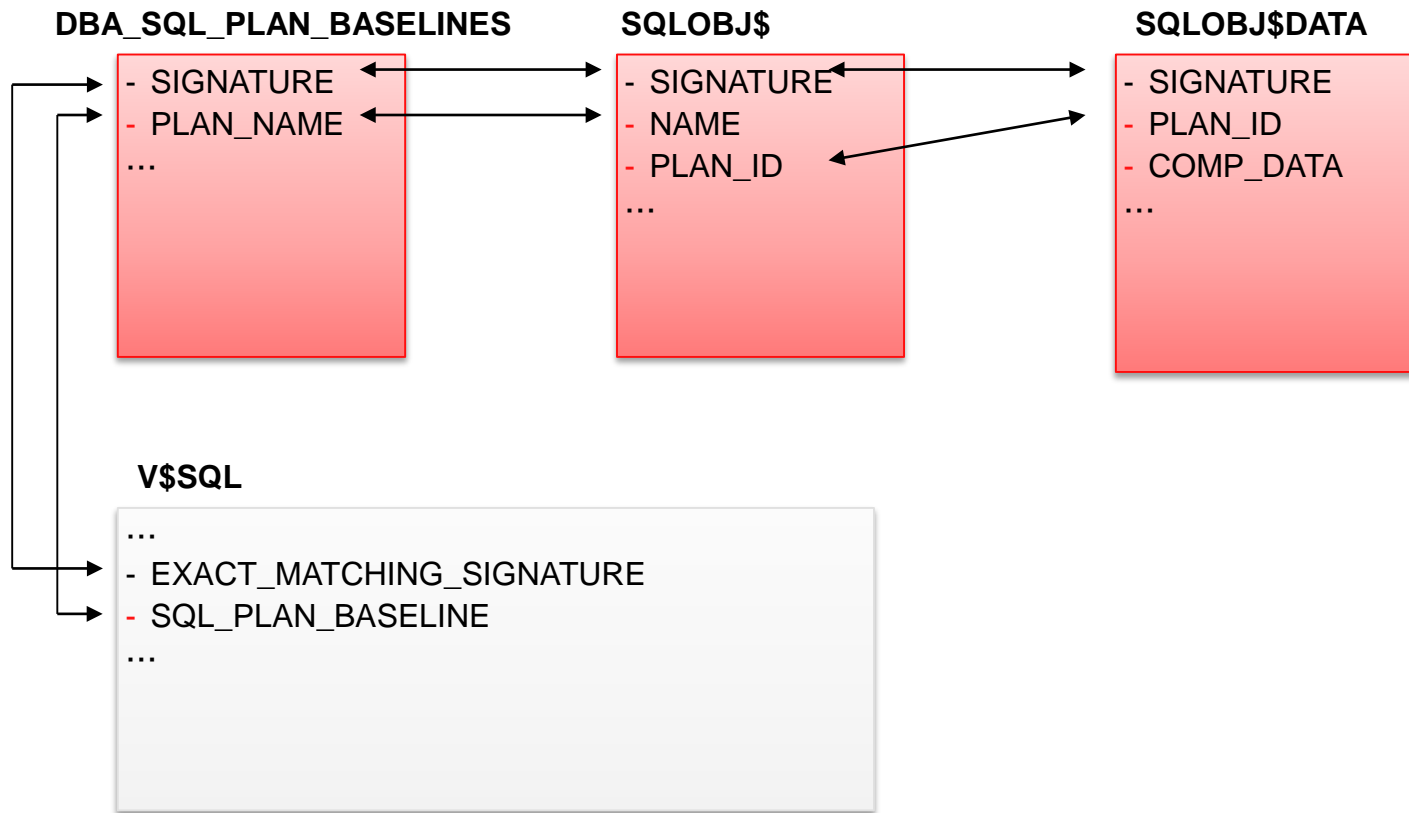 DBA_SQL_PLAN_BASELINES
- SIGNATURE
- PLAN_NAME
…
SQLOBJ$
- SIGNATURE
- NAME
- PLAN_ID
…
SQLOBJ$DATA
- SIGNATURE
- PLAN_ID
- COMP_DATA
…
V$SQL
…
- EXACT_MATCHING_SIGNATURE
- SQL_PLAN_BASELINE
…